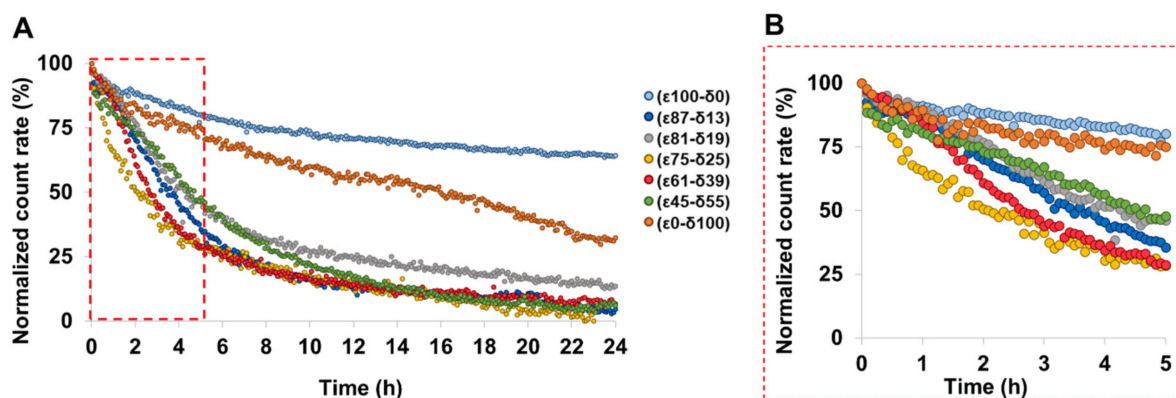 A
Normalized count rate (%)
100
75
50
25
0
0 2 4 6 8 10 12 14 16 18 20 22 24
Time (h)
(ε100-δ0)
(ε87-δ13)
(ε81-δ19)
(ε75-δ25)
(ε61-δ39)
(ε45-δ55)
(ε0-δ100)
B
Normalized count rate (%)
100
75
50
25
0
0 1 2 3 4 5
Time (h)